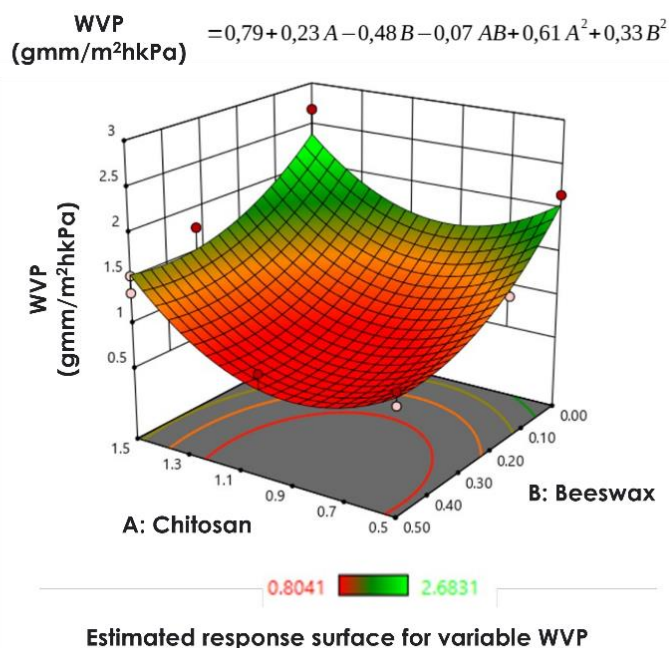 WVP
(gmm/m²hkPa)
=0,79+0,23 A−0,48 B−0,07 AB+0,61 A²+0,33 B²
3
2.5
2
1.5
1
0.5
WVP
(gmm/m²hkPa)
1.5
1.3
1.1
0.9
0.7
0.5
0.50
0.40
0.30
0.20
0.10
0.00
A: Chitosan
B: Beeswax
0.8041
2.6831
Estimated response surface for variable WVP